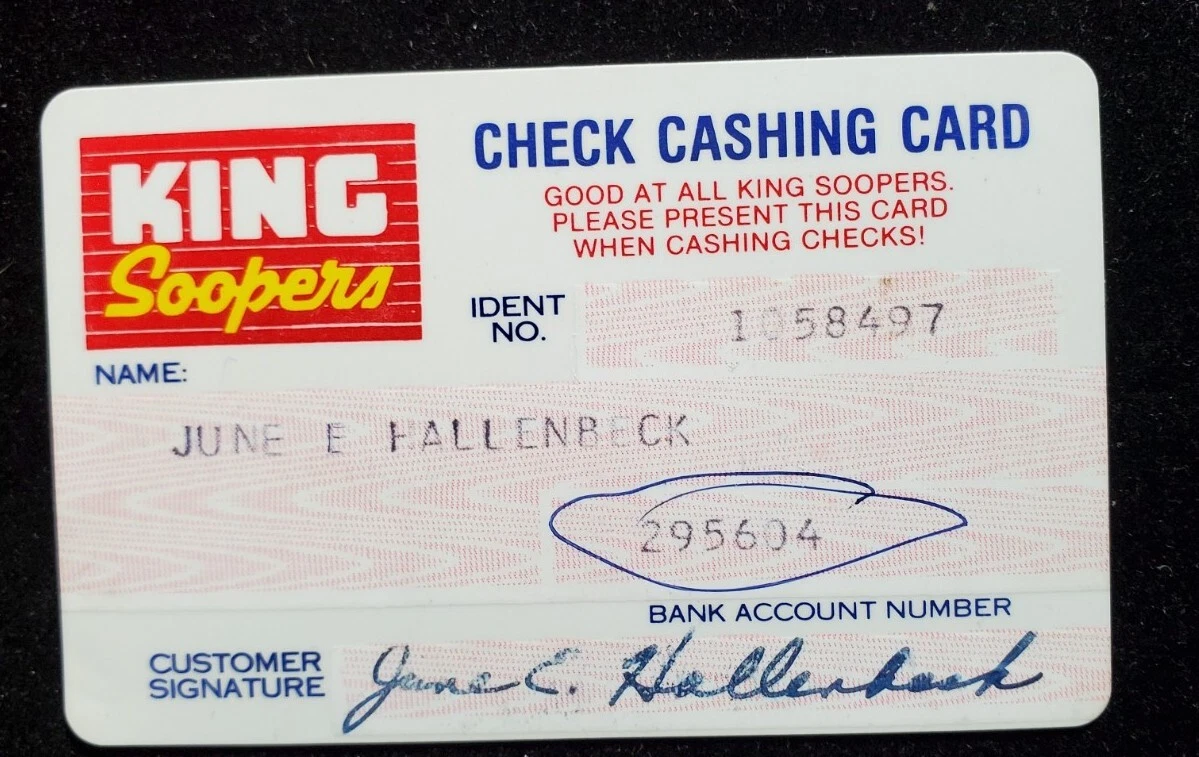 KING
Soopers
CHECK CASHING CARD
GOOD AT ALL KING SOOPERS.
PLEASE PRESENT THIS CARD
WHEN CASHING CHECKS!
IDENT
NO.
1058497
NAME:
JUNE E HALLENBECK
295604
BANK ACCOUNT NUMBER
CUSTOMER
SIGNATURE
June E. Hallenbeck